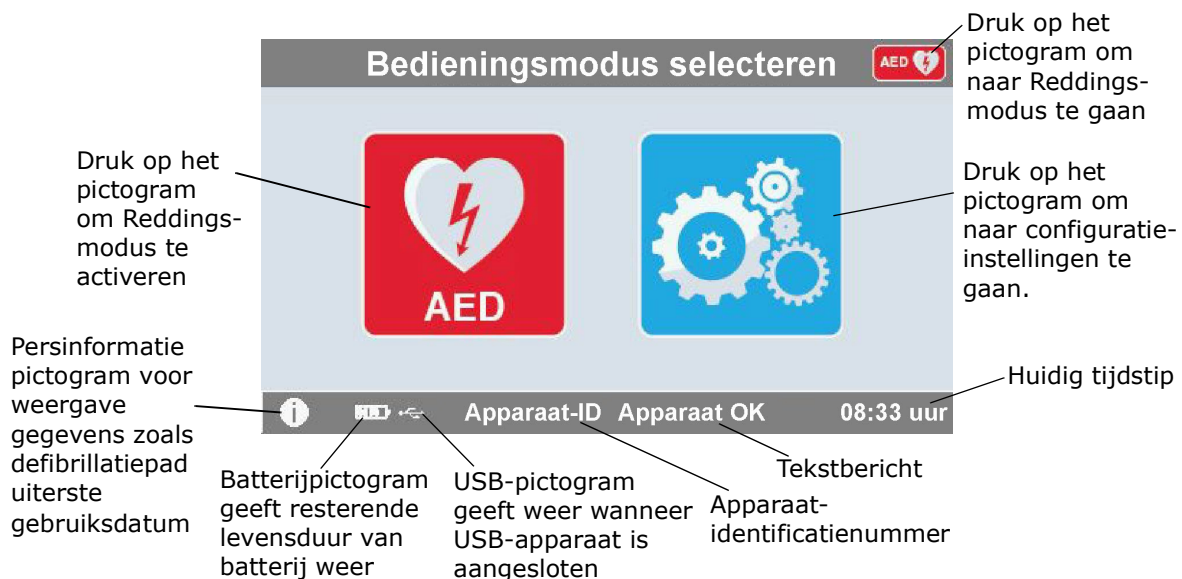 Bedieningsmodus selecteren
AED
Druk op het
pictogram om
naar Reddings-
modus te gaan
Druk op het
pictogram
om Reddings-
modus te
activeren
AED
Druk op het
pictogram om
naar configuratie-
instellingen te
gaan.
Persinformatie
pictogram voor
weergave
gegevens zoals
defibrillatiepad
uiterste
gebruiksdatum
Huidig tijdstip
i
Apparaat-ID Apparaat OK 08:33 uur
Batterijpictogram
geeft resterende
levensduur van
batterij weer
USB-pictogram
geeft weer wanneer
USB-apparaat is
aangesloten
Apparaat-
identificatienummer
Tekstbericht